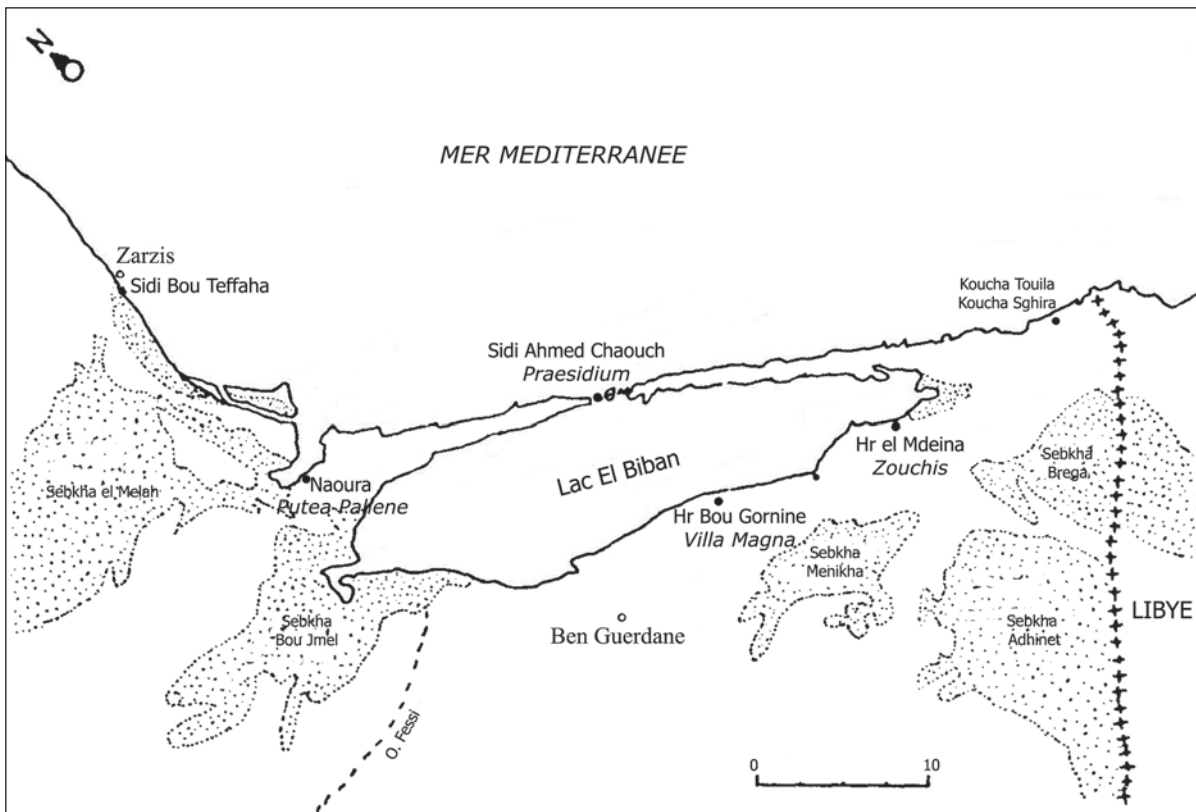 N
MER MEDITERRANEE
Zarzis
Sidi Bou Teffaha
Koucha Touila
Koucha Sghira
Sidi Ahmed Chaouch
Praesidium
Lac El Biban
Hr el Mdeina
Zouchis
Sebkha
Brega
Sebkha el Melah
Naoura
Putea Pallene
Hr Bou Gornine
Villa Magna
Sebkha
Menikha
Sebkha
Bou Jmel
Ben Guerdane
LIBYE
Sebkha
Adhinet
O. Fessi
0 10